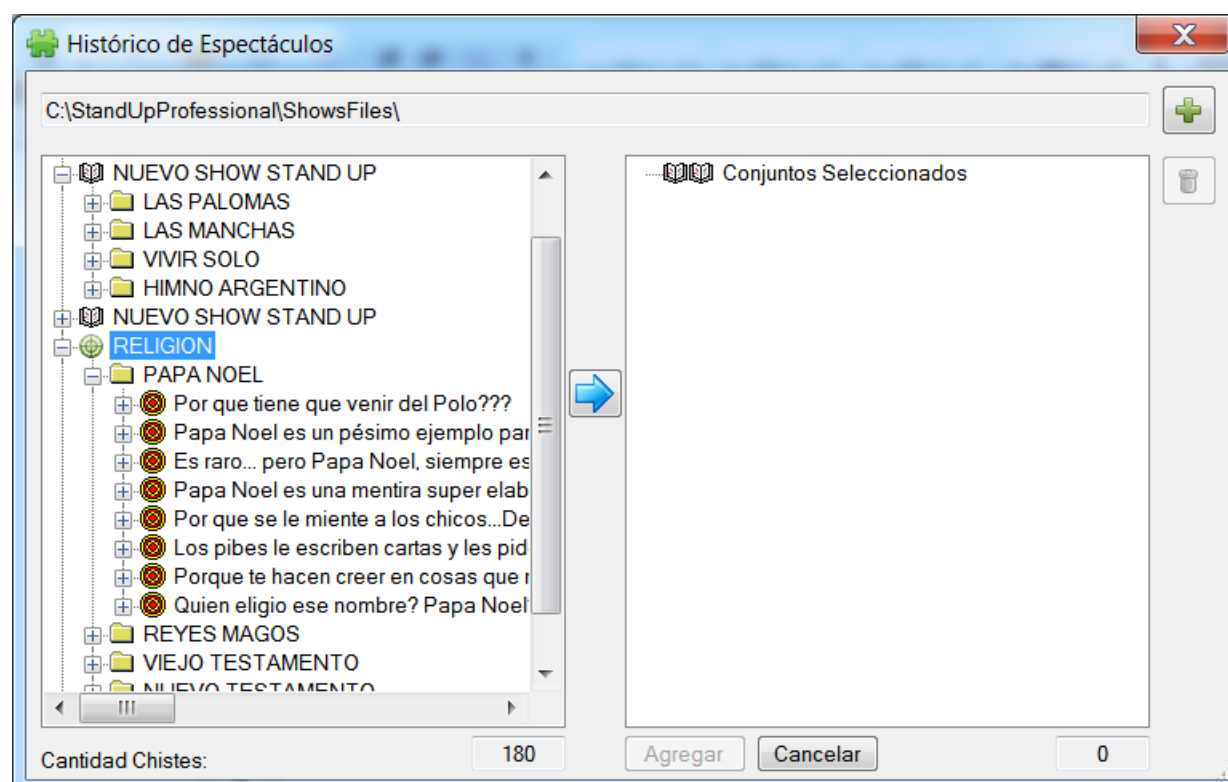 Histórico de Espectáculos
C:\StandUpProfessional\ShowsFiles\
NUEVO SHOW STAND UP
LAS PALOMAS
LAS MANCHAS
VIVIR SOLO
HIMNO ARGENTINO
NUEVO SHOW STAND UP
RELIGION
PAPA NOEL
Por que tiene que venir del Polo???
Papa Noel es un pésimo ejemplo par
Es raro... pero Papa Noel, siempre es
Papa Noel es una mentira super elab
Por que se le miente a los chicos...De
Los pibes le escriben cartas y les pid
Porque te hacen creer en cosas que
Quien eligio ese nombre? Papa Noel
REYES MAGOS
VIEJO TESTAMENTO
NUEVO TESTAMENTO
Conjuntos Seleccionados
Cantidad Chistes: 180
Agregar Cancelar 0